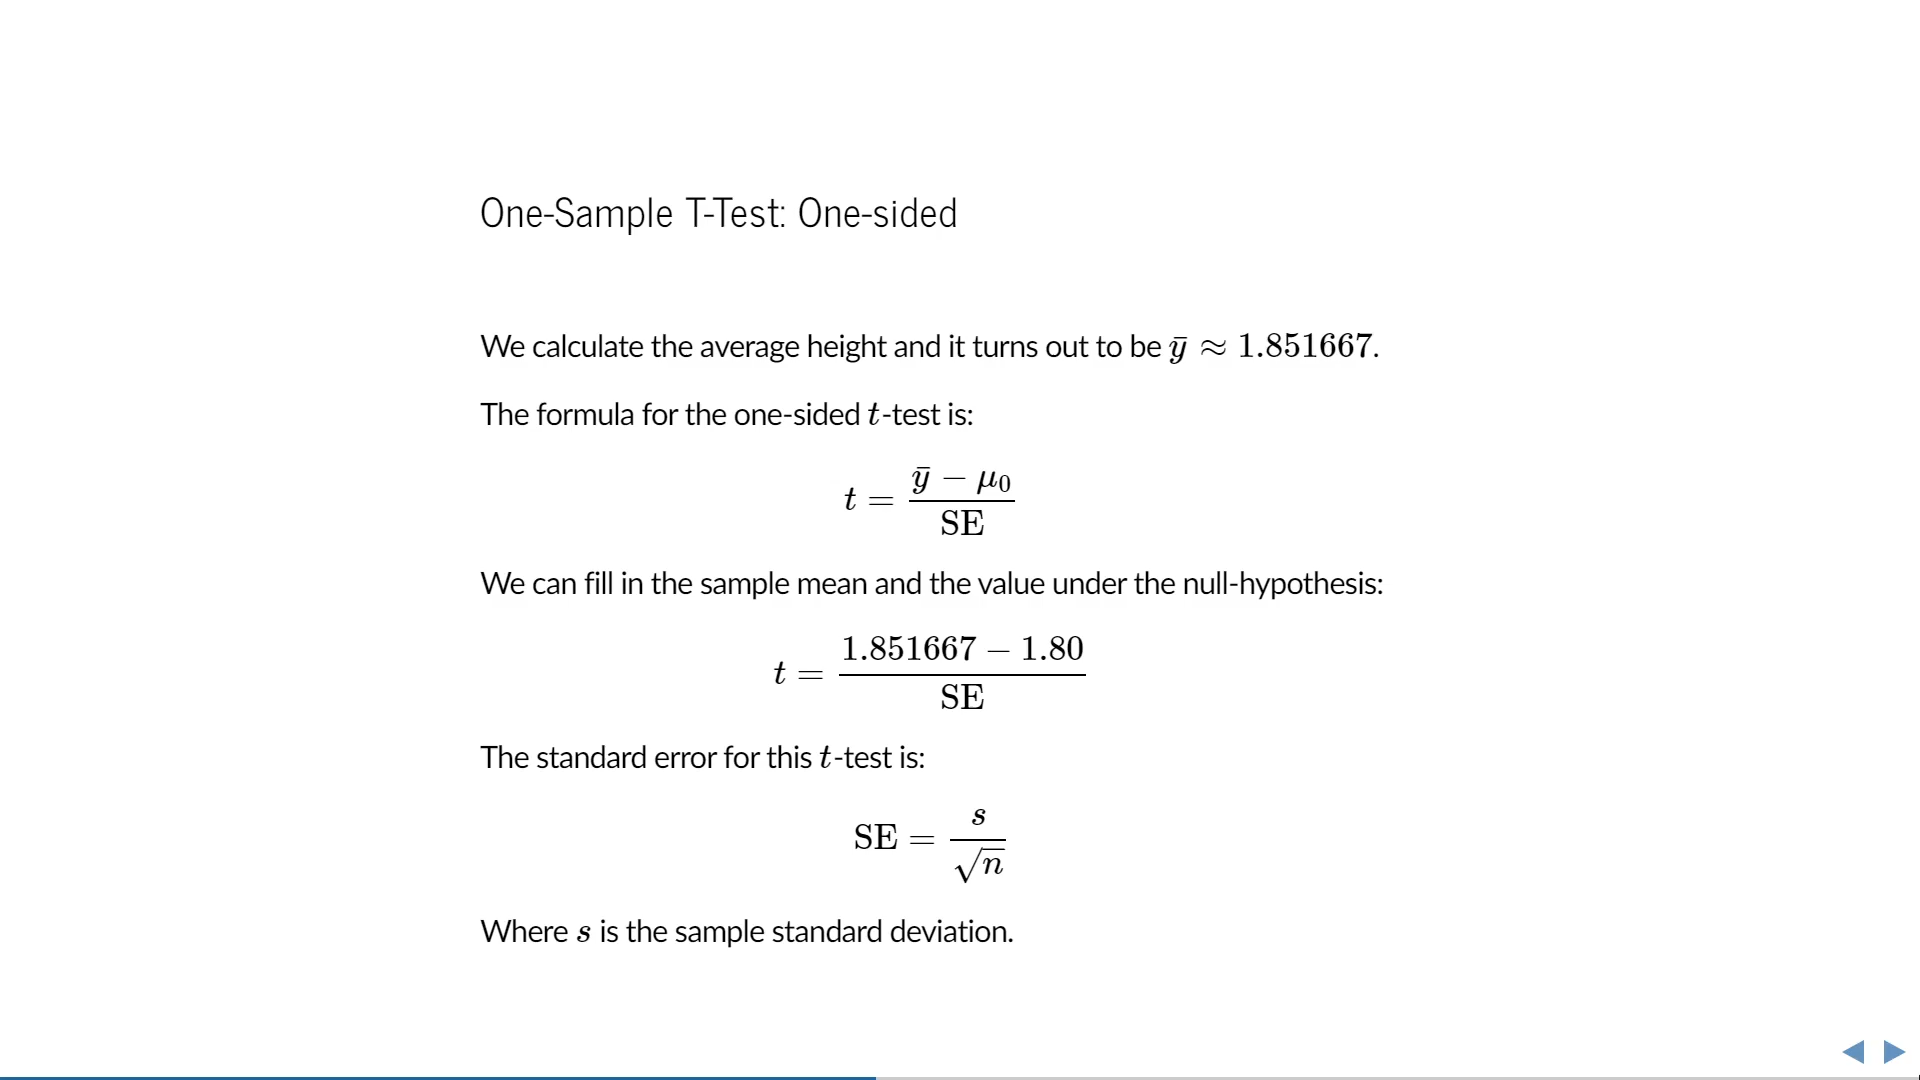 One-Sample T-Test: One-sided
We calculate the average height and it turns out to be ȳ ≈ 1.851667.
The formula for the one-sided t-test is:
t = (ȳ − μ₀) / SE
We can fill in the sample mean and the value under the null-hypothesis:
t = (1.851667 − 1.80) / SE
The standard error for this t-test is:
SE = s / √n
Where s is the sample standard deviation.